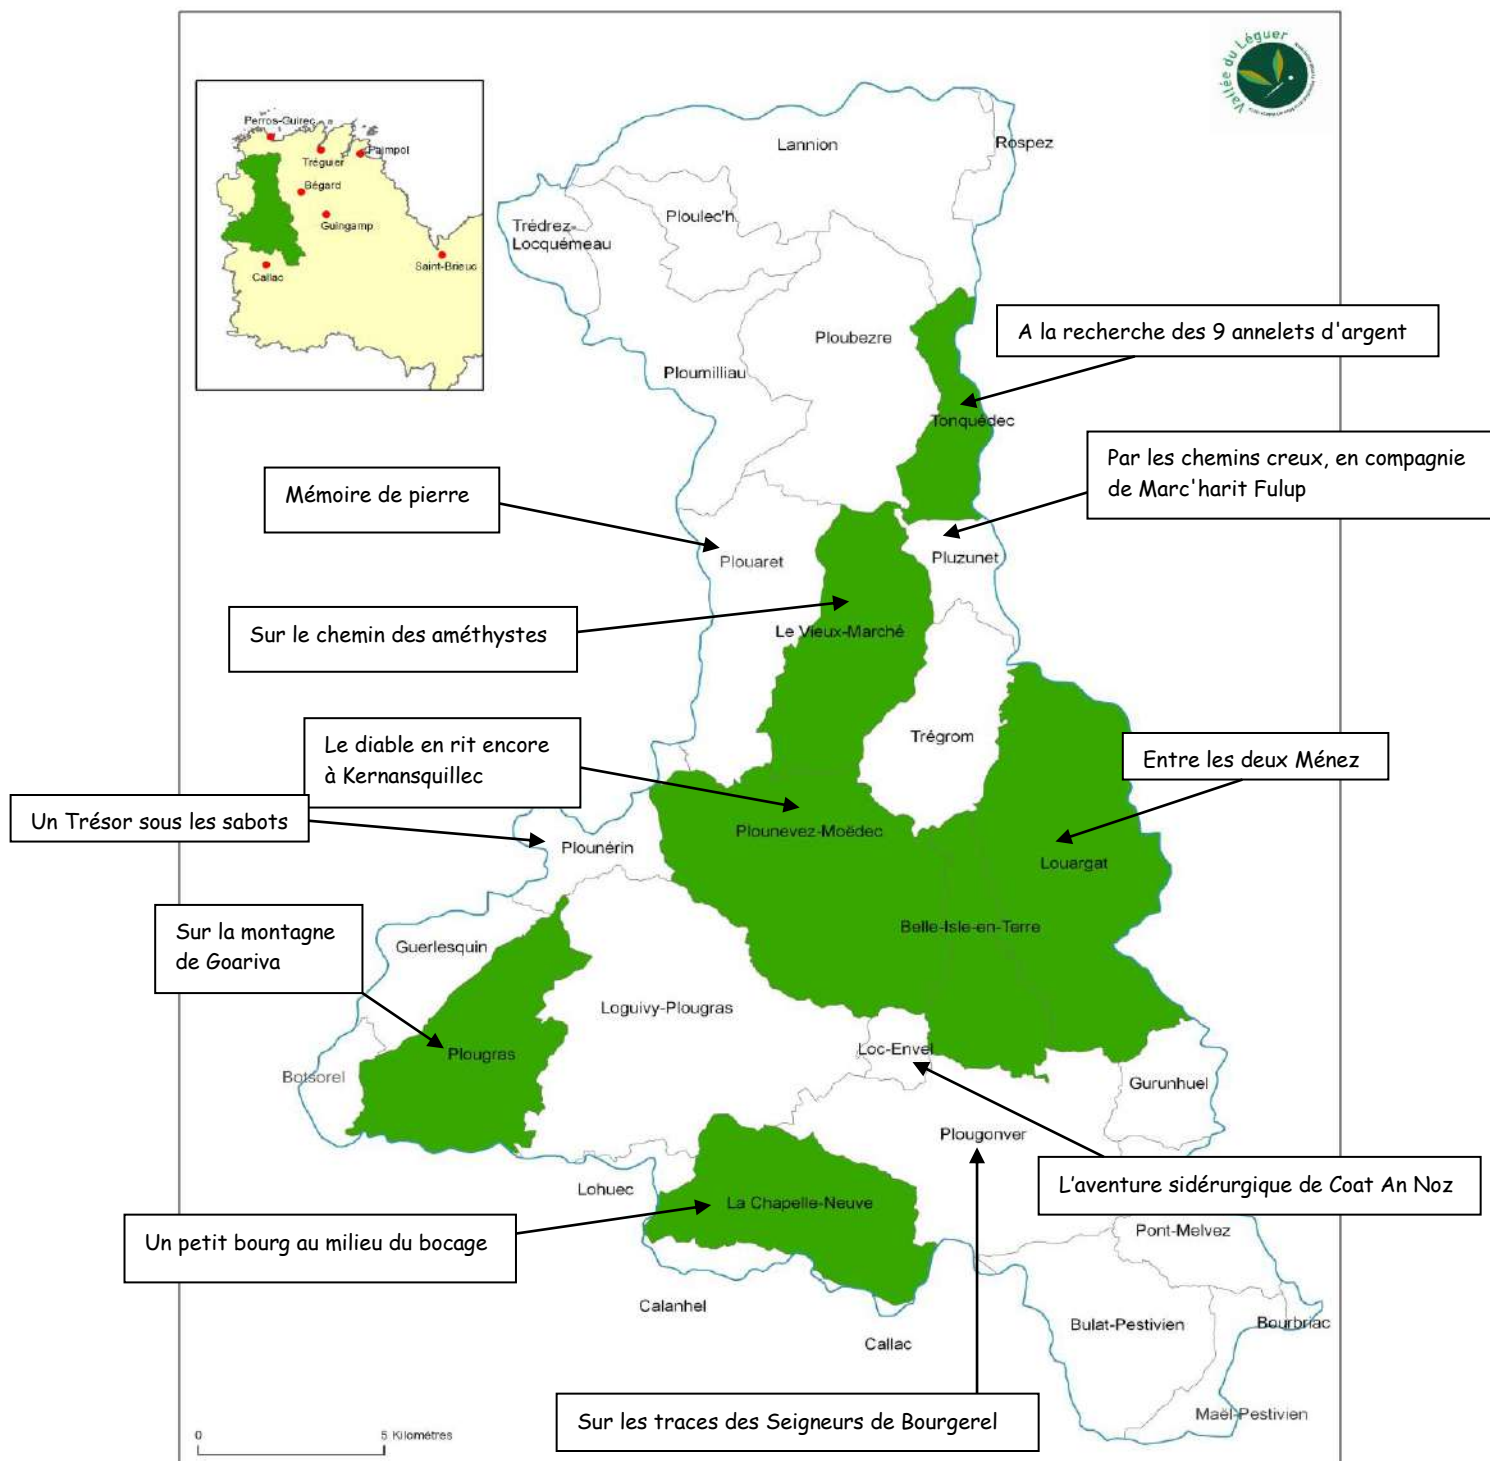 Vallée du Léguer
Perros-Guirec
Tréguier
Paimpol
Bégard
Guingamp
Saint-Brieuc
Callac
Lannion
Rospez
Ploulec'h
Trédrez-
Locquémeau
Ploubezre
Ploumilliau
A la recherche des 9 annelets d'argent
Tonquédec
Par les chemins creux, en compagnie
de Marc'harit Fulup
Mémoire de pierre
Plouaret
Pluzunet
Sur le chemin des améthystes
Le Vieux-Marché
Trégrom
Le diable en rit encore
à Kernansquillec
Entre les deux Ménez
Un Trésor sous les sabots
Plounérin
Plounevez-Moëdec
Louargat
Sur la montagne
de Goariva
Guerlesquin
Belle-Isle-en-Terre
Loguivy-Plougras
Plougras
Loc-Envel
Botsorel
Gurunhuel
Plougonver
Lohuec
L'aventure sidérurgique de Coat An Noz
La Chapelle-Neuve
Un petit bourg au milieu du bocage
Pont-Melvez
Calanhel
Bulat-Pestivien
Bourbriac
Callac
Sur les traces des Seigneurs de Bourgerel
Maël-Pestivien
0 5 Kilométres